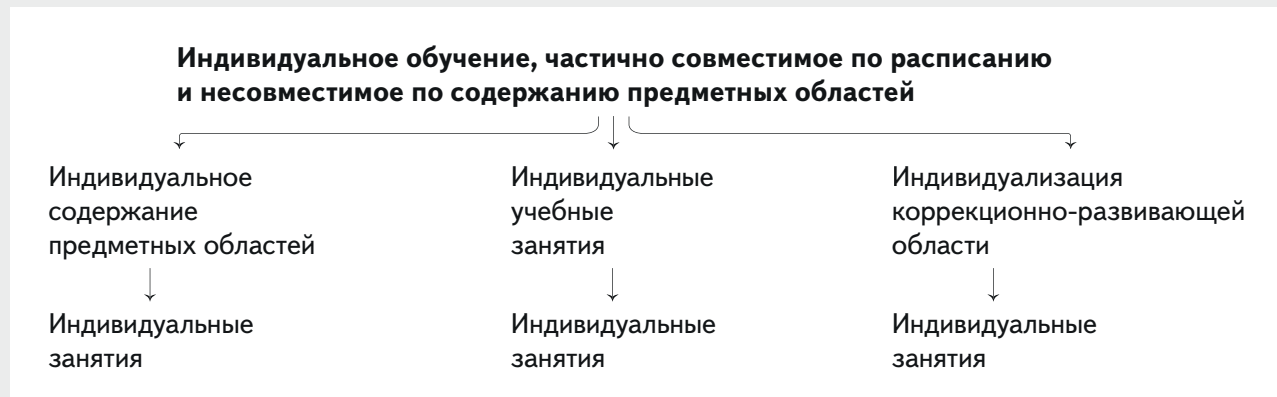 Индивидуальное обучение, частично совместимое по расписанию
и несовместимое по содержанию предметных областей
Индивидуальное
содержание
предметных областей
Индивидуальные
учебные
занятия
Индивидуализация
коррекционно-развивающей
области
Индивидуальные
занятия
Индивидуальные
занятия
Индивидуальные
занятия